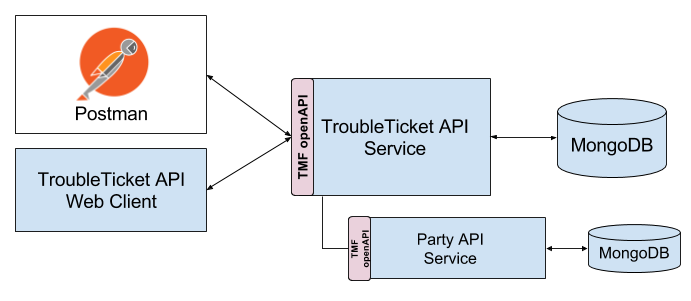 Postman
TroubleTicket API
Web Client
TMF openAPI
TroubleTicket API
Service
MongoDB
TMF
openAPI
Party API
Service
MongoDB